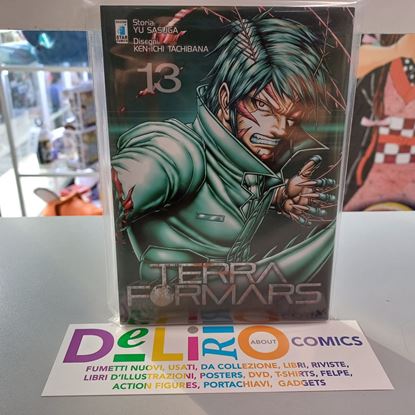 Storia
YU SASUGA
Disegni
KEN-ICHI TACHIBANA
13
TERRA
FORMARS
DeLiRiO ABOUT COMICS
FUMETTI NUOVI, USATI, DA COLLEZIONE, LIBRI, RIVISTE,
LIBRI D'ILLUSTRAZIONI, POSTERS, DVD, T-SHIRTS, FELPE,
ACTION FIGURES, PORTACHIAVI, GADGETS